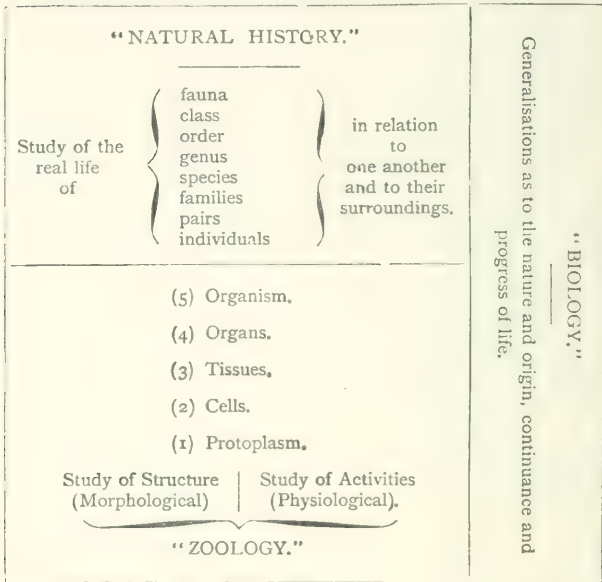 “NATURAL HISTORY.”
Study of the
real life
of
fauna
class
order
genus
species
families
pairs
individuals
in relation
to
one another
and to their
surroundings.
(5) Organism.
(4) Organs.
(3) Tissues.
(2) Cells.
(1) Protoplasm.
Study of Structure
(Morphological)
Study of Activities
(Physiological).
“ZOOLOGY.”
“BIOLOGY.”
Generalisations as to the nature and origin, continuance and
progress of life.